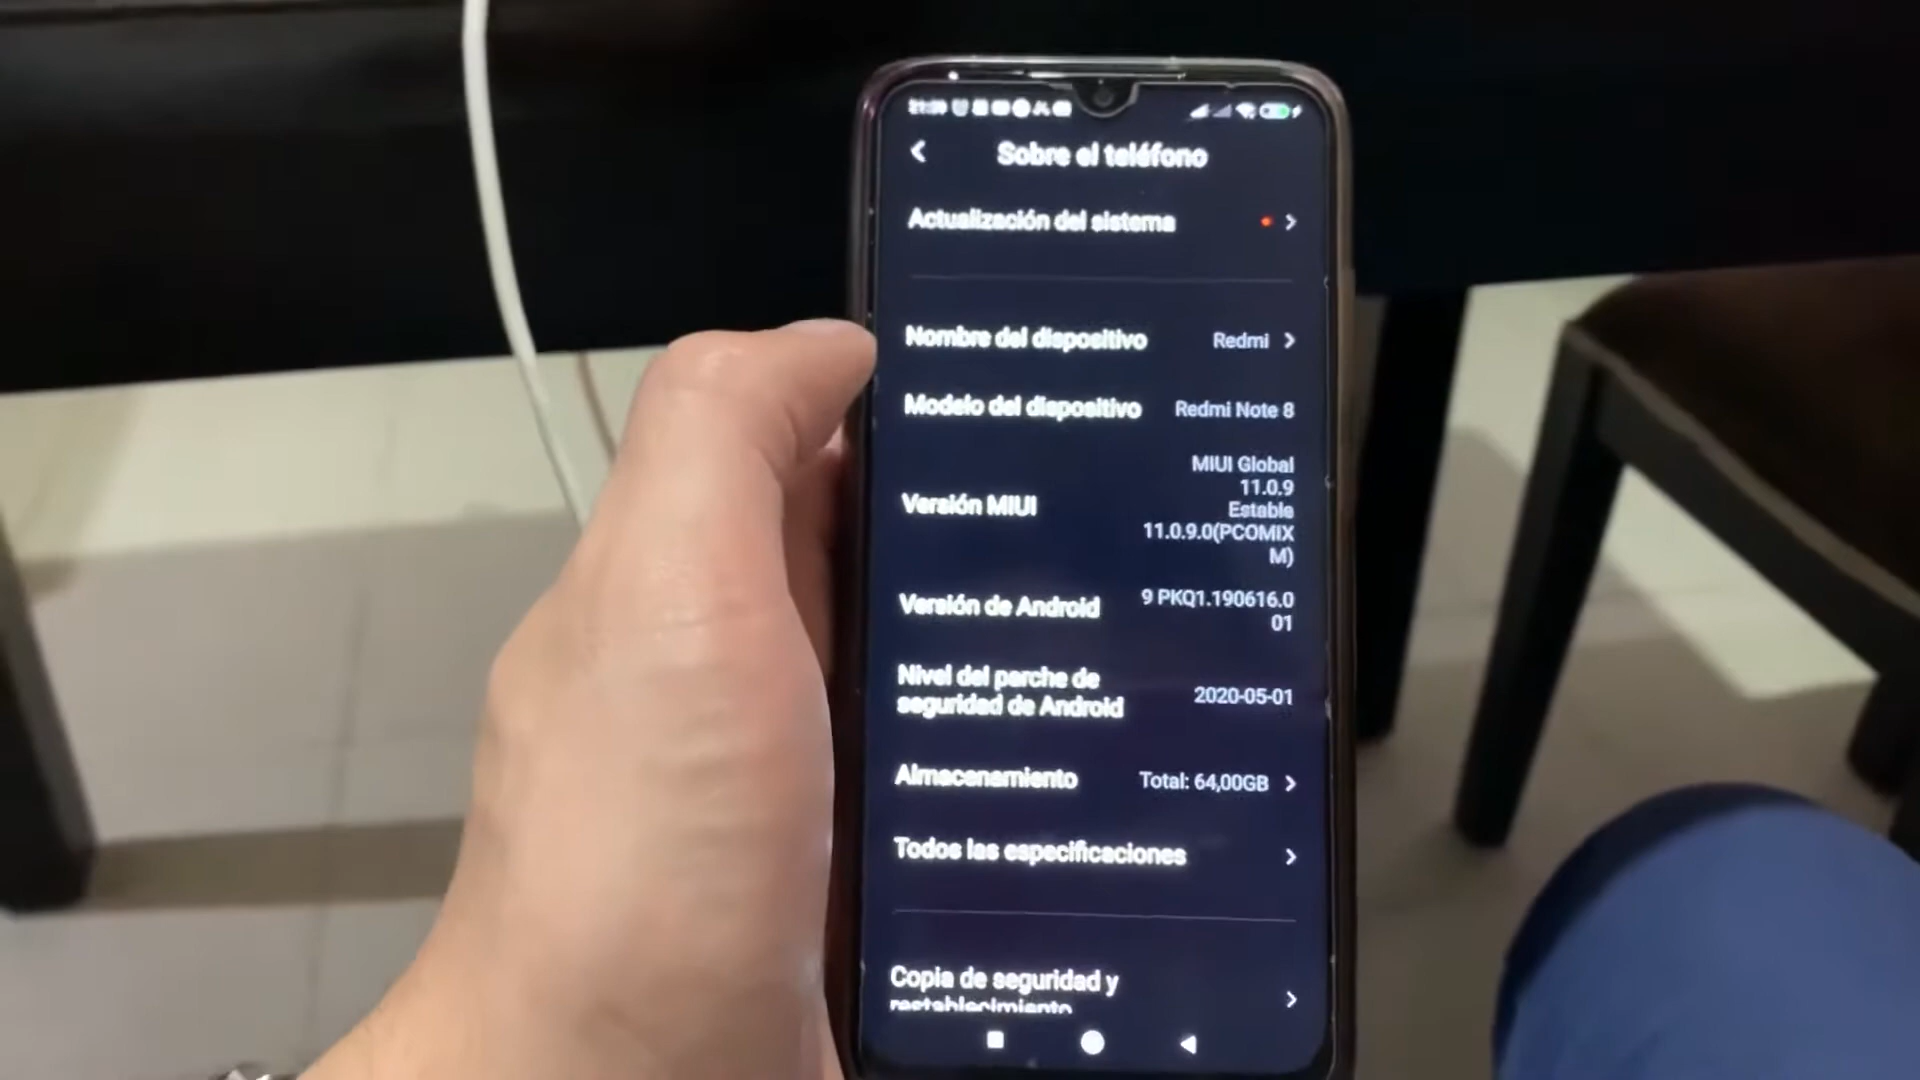 Sobre el teléfono
Actualización del sistema
Nombre del dispositivo Redmi
Modelo del dispositivo Redmi Note 8
Versión MIUI MIUI Global
11.0.9
Estable
11.0.9.0(PCOMIX
M)
Versión de Android 9 PKQ1.190616.0
01
Nivel del parche de
seguridad de Android 2020-05-01
Almacenamiento Total: 64,00GB
Todos las especificaciones
Copia de seguridad y
restablecimiento